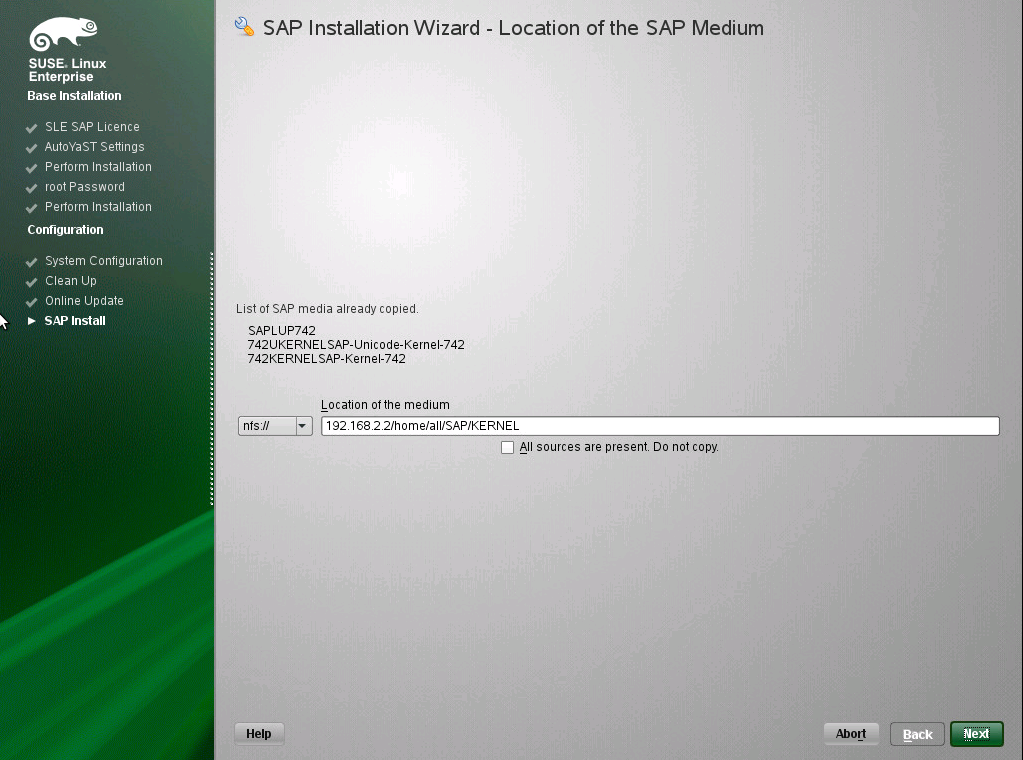 SUSE. Linux
Enterprise
Base Installation
SLE SAP Licence
AutoYaST Settings
Perform Installation
root Password
Perform Installation
Configuration
System Configuration
Clean Up
Online Update
SAP Install
SAP Installation Wizard - Location of the SAP Medium
List of SAP media already copied.
SAPLUP742
742UKERNELSAP-Unicode-Kernel-742
742KERNELSAP-Kernel-742
Location of the medium
nfs:// 192.168.2.2/home/all/SAP/KERNEL
All sources are present. Do not copy.
Help Abort Back Next